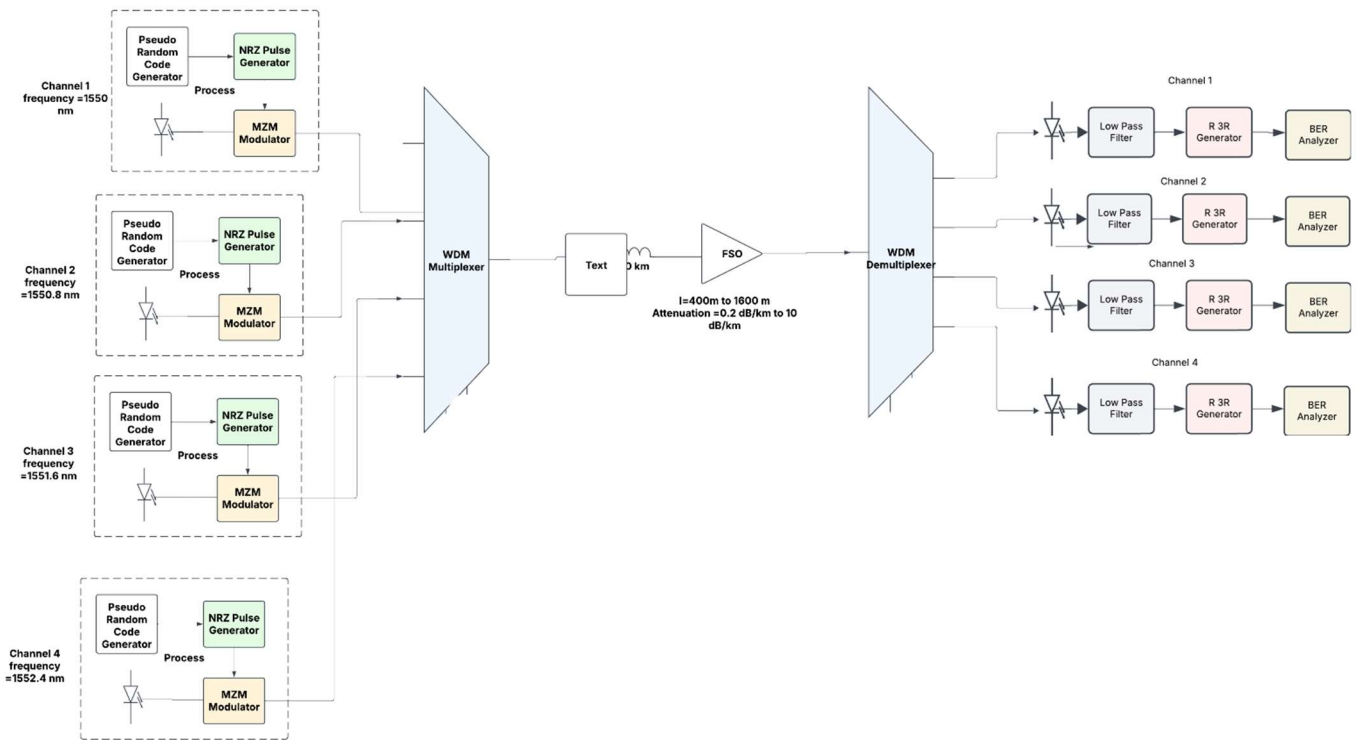 Pseudo
Random
Code
Generator
NRZ Pulse
Generator
Process
MZM
Modulator
Channel 1
frequency =1550
nm
Pseudo
Random
Code
Generator
NRZ Pulse
Generator
Process
MZM
Modulator
Channel 2
frequency
=1550.8 nm
Pseudo
Random
Code
Generator
NRZ Pulse
Generator
Process
MZM
Modulator
Channel 3
frequency
=1551.6 nm
Pseudo
Random
Code
Generator
NRZ Pulse
Generator
Process
MZM
Modulator
Channel 4
frequency
=1552.4 nm
WDM
Multiplexer
Text
0 km
FSO
l=400m to 1600 m
Attenuation =0.2 dB/km to 10
dB/km
WDM
Demultiplexer
Channel 1
Low Pass
Filter
R 3R
Generator
BER
Analyzer
Channel 2
Low Pass
Filter
R 3R
Generator
BER
Analyzer
Channel 3
Low Pass
Filter
R 3R
Generator
BER
Analyzer
Channel 4
Low Pass
Filter
R 3R
Generator
BER
Analyzer